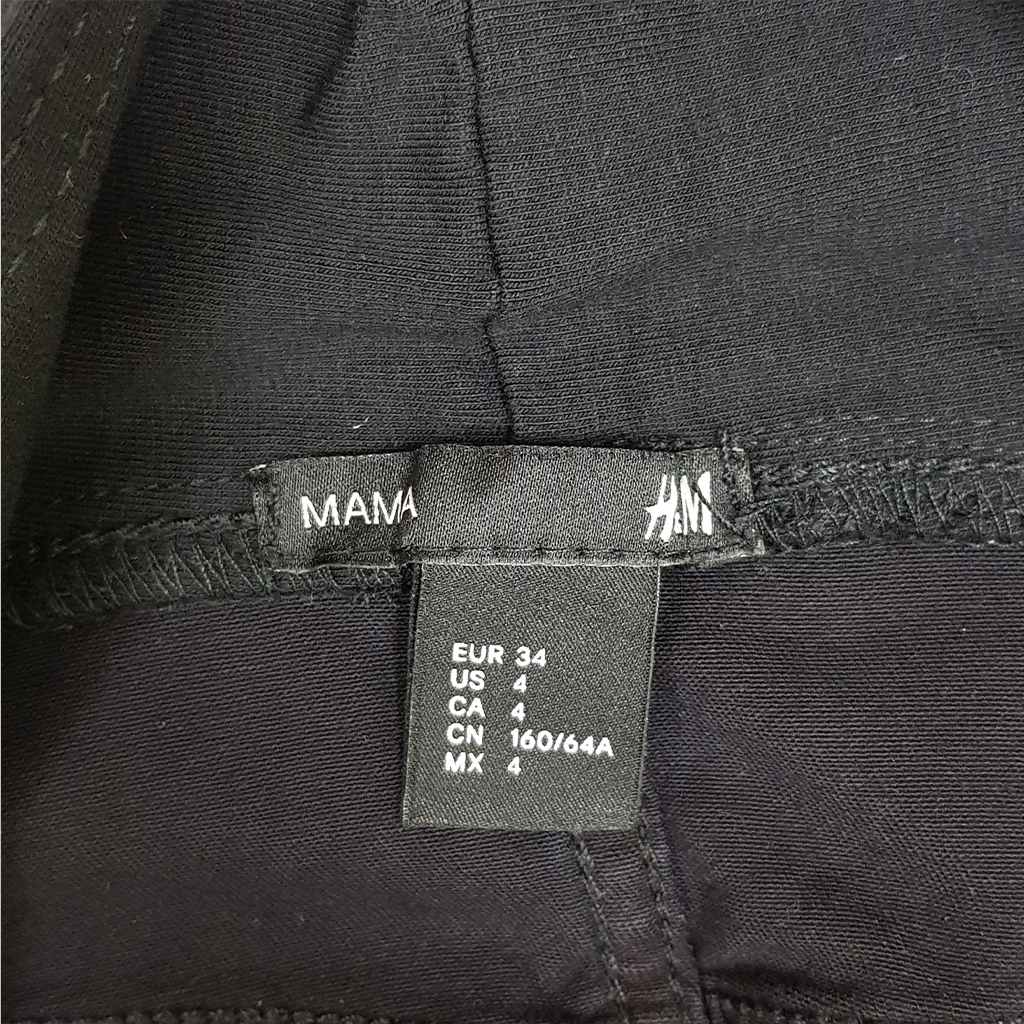 MAMA H&M
EUR 34
US 4
CA 4
CN 160/64A
MX 4